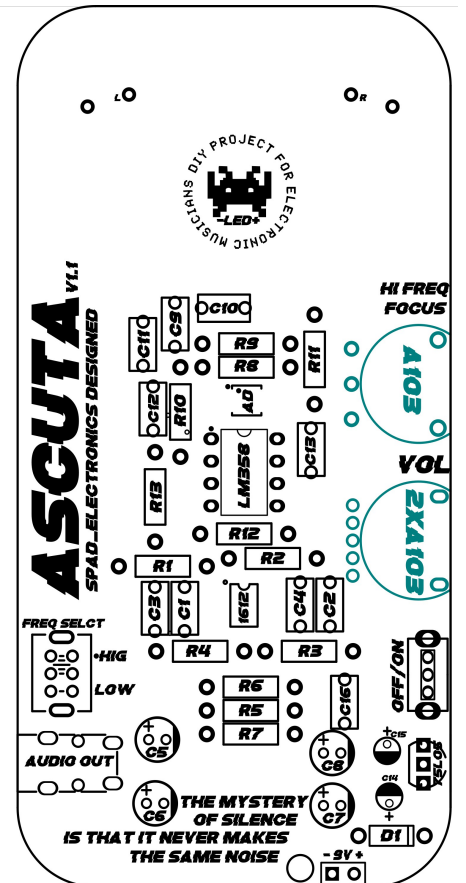 L
R
DIY PROJECT FOR ELECTRONIC MUSICIANS
-LED+
ASCUTA
V1.1
SPAD_ELECTRONICS DESIGNED
HI FREQ
FOCUS
A103
VOL
2XA103
C9
C10
C11
R9
R8
R11
C12
R10
AD
C13
LM358
R13
R12
R2
R1
C3
C1
1612
C4
C2
FREQ SELCT
HIG
LOW
R4
R3
OFF/ON
R6
R5
R7
C16
AUDIO OUT
C5
C8
+
C15
+
C14
C6
C7
THE MYSTERY
OF SILENCE
IS THAT IT NEVER MAKES
THE SAME NOISE
D1
- 9V +